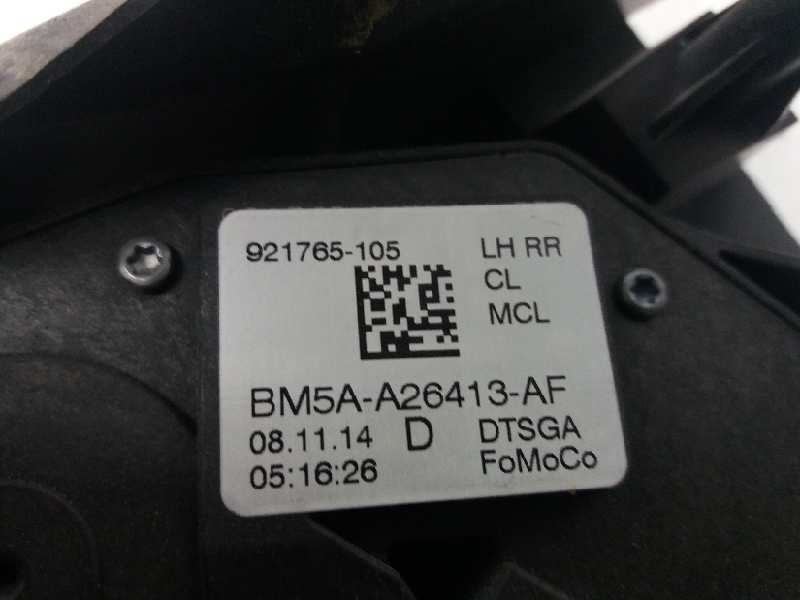 921765-105 LH RR
CL
MCL
BM5A-A26413-AF
08.11.14 D DTSGA
05:16:26 FoMoCo